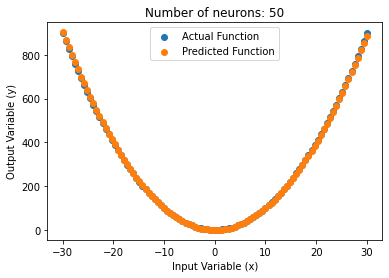 Number of neurons: 50
Actual Function
Predicted Function
Output Variable (y)
800
600
400
200
0
−30
−20
−10
0
10
20
30
Input Variable (x)